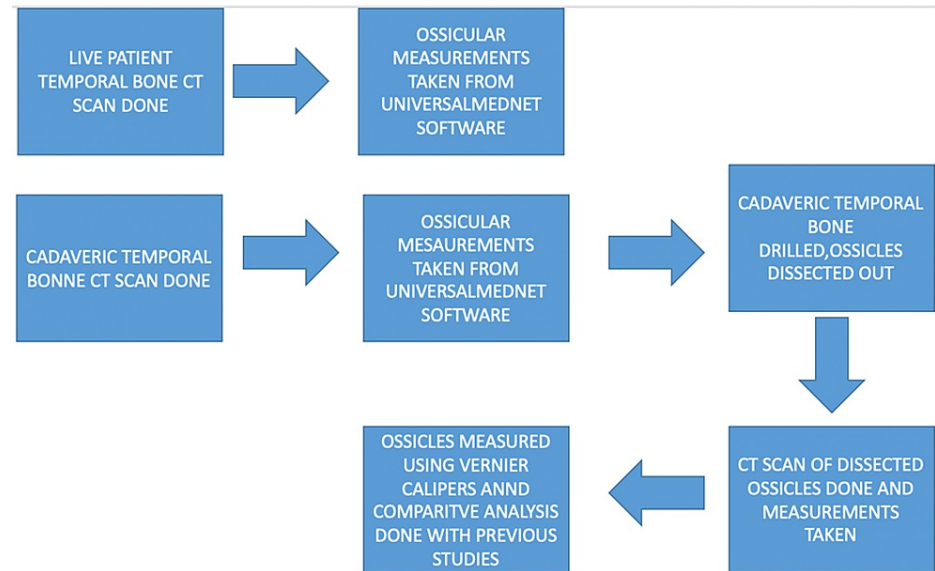 LIVE PATIENT
TEMPORAL BONE CT
SCAN DONE
OSSICULAR
MEASUREMENTS
TAKEN FROM
UNIVERSALMEDNET
SOFTWARE
CADAVERIC TEMPORAL
BONNE CT SCAN DONE
OSSICULAR
MESAUREMENTS
TAKEN FROM
UNIVERSALMEDNET
SOFTWARE
CADAVERIC TEMPORAL
BONE
DRILLED,OSSICLES
DISSECTED OUT
CT SCAN OF DISSECTED
OSSICLES DONE AND
MEASUREMENTS
TAKEN
OSSICLES MEASURED
USING VERNIER
CALIPERS ANND
COMPARITVE ANALYSIS
DONE WITH PREVIOUS
STUDIES